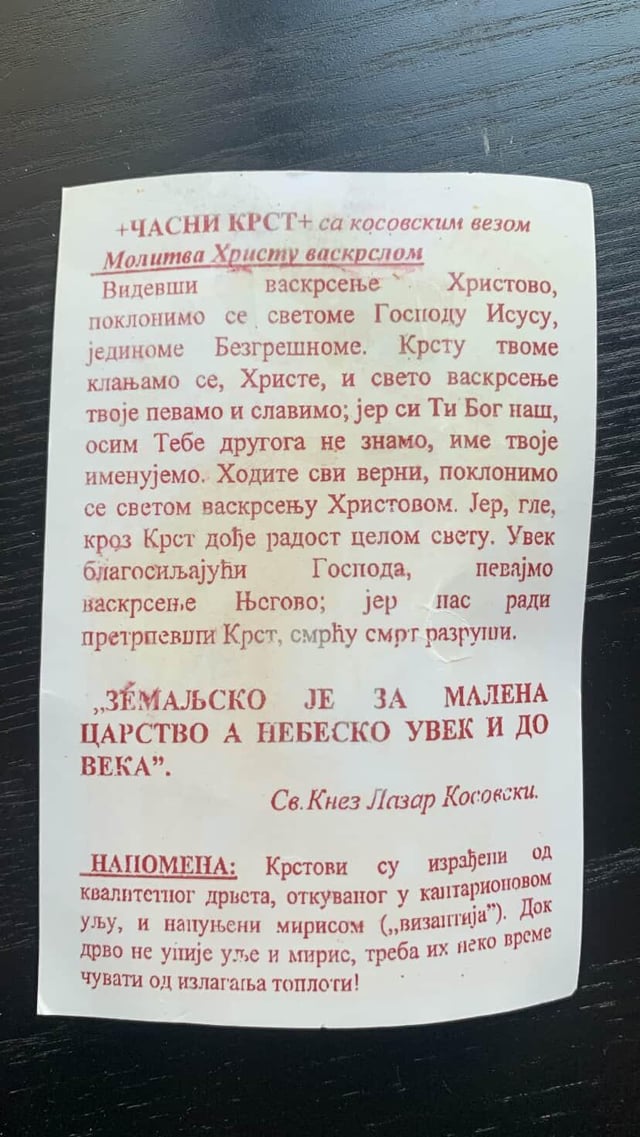 +ЧАСНИ КРСТ+ са косовским везом
Молитва Христу васкрслом
Видевши васкрсење Христово,
поклонимо се светоме Господу Исусу,
јединоме Безгрешноме. Крсту твоме
клањамо се, Христе, и свето васкрсење
твоје певамо и славимо; јер си Ти Бог наш,
осим Тебе другога не знамо, име твоје
именујемо. Ходите сви верни, поклонимо
се светом васкрсењу Христовом. Јер, гле,
кроз Крст дође радост целом свету. Увек
благосиљајући Господа, певајмо
васкрсење Његово; јер нас ради
претрпевши Крст, смрћу смрт разруши.
„ЗЕМАЉСКО ЈЕ ЗА МАЛЕНА
ЦАРСТВО А НЕБЕСКО УВЕК И ДО
ВЕКА”.
Св.Кнез Лазар Косовски.
НАПОМЕНА: Крстови су израђени од
квалитетног дрвета, откуваног у кантарионовом
уљу, и напуњени мирисом („византија”). Док
дрво не упије уље и мирис, треба их неко време
чувати од излагања топлоти!